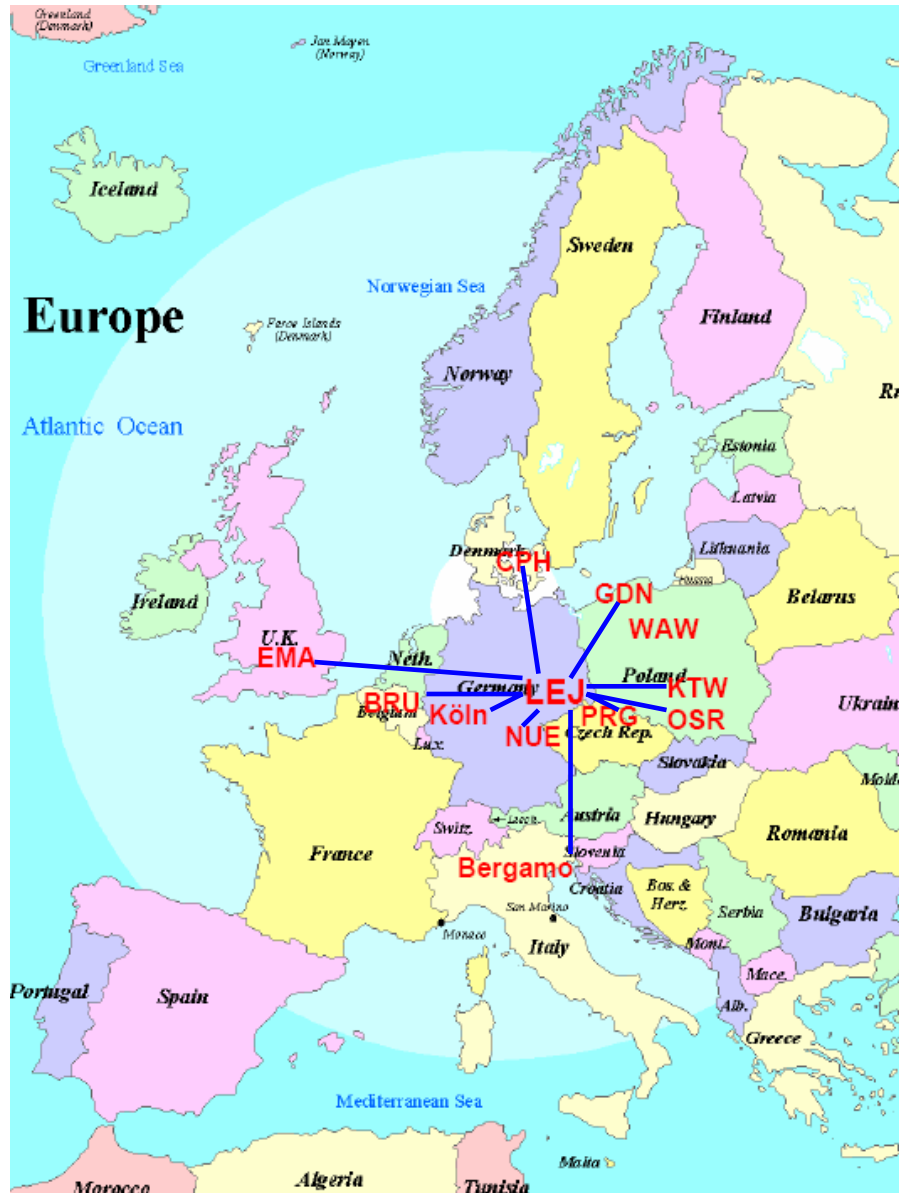 Greenland
(Denmark)
Jan Mayen
(Norway)
Greenland Sea
Iceland
Sweden
Norwegian Sea
Europe
Faroe Islands
(Denmark)
Finland
Norway
Atlantic Ocean
Estonia
Latvia
Lithuania
Denmark
CPH
Russia
Belarus
Ireland
GDN
WAW
U.K.
EMA
Neth.
Poland
Germany
LEJ
KTW
BRU
Belgium
Köln
PRG
OSR
Ukrain
NUE
Czech Rep.
Lux.
Slovakia
Mold
Austria
Hungary
Switz.
Liech.
Romania
France
Slovenia
Bergamo
Croatia
Bos. &
Herz.
San Marino
Serbia
Bulgaria
Monaco
Italy
Mont.
Mace.
Portugal
Spain
Alb.
Greece
Mediterranean Sea
Malta
Algeria
Morocco
Tunisia